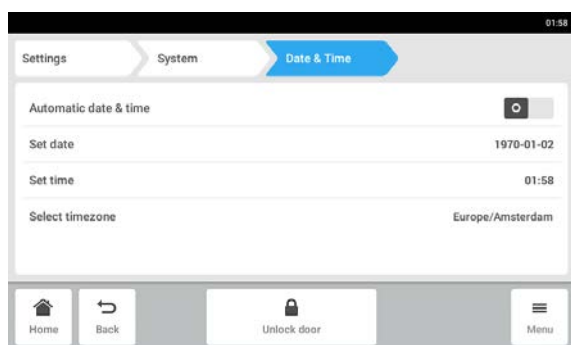 01:58
Settings System Date & Time
Automatic date & time
Set date 1970-01-02
Set time 01:58
Select timezone Europe/Amsterdam
Home Back Unlock door Menu